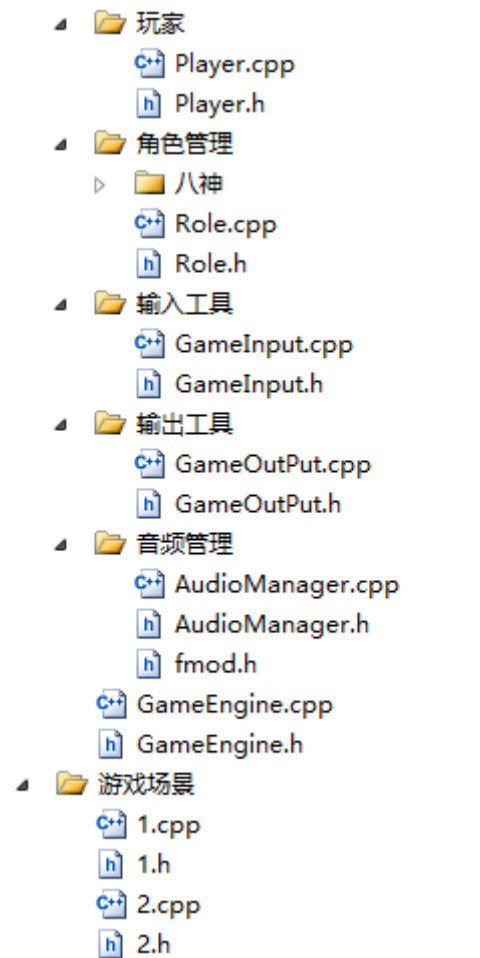 玩家
Player.cpp
Player.h
角色管理
八神
Role.cpp
Role.h
输入工具
GameInput.cpp
GameInput.h
输出工具
GameOutPut.cpp
GameOutPut.h
音频管理
AudioManager.cpp
AudioManager.h
fmod.h
GameEngine.cpp
GameEngine.h
游戏场景
1.cpp
1.h
2.cpp
2.h